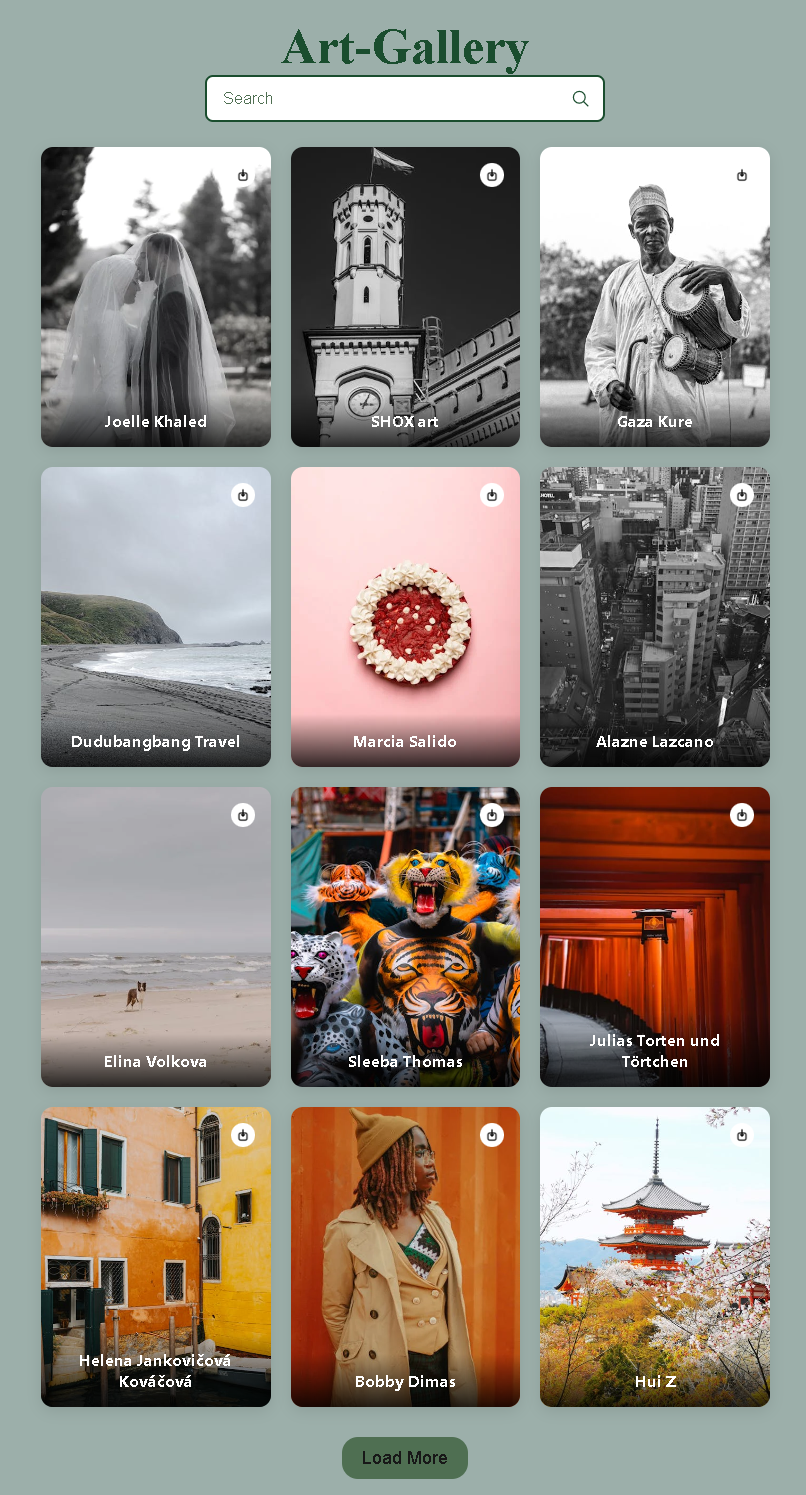 Art-Gallery
Search
Joelle Khaled
SHOX art
Gaza Kure
Dudubangbang Travel
Marcia Salido
Alazne Lazcano
Elina Volkova
Sleeba Thomas
Julias Torten und
Törtchen
Helena Jankovičová
Kováčová
Bobby Dimas
Hui Z
Load More